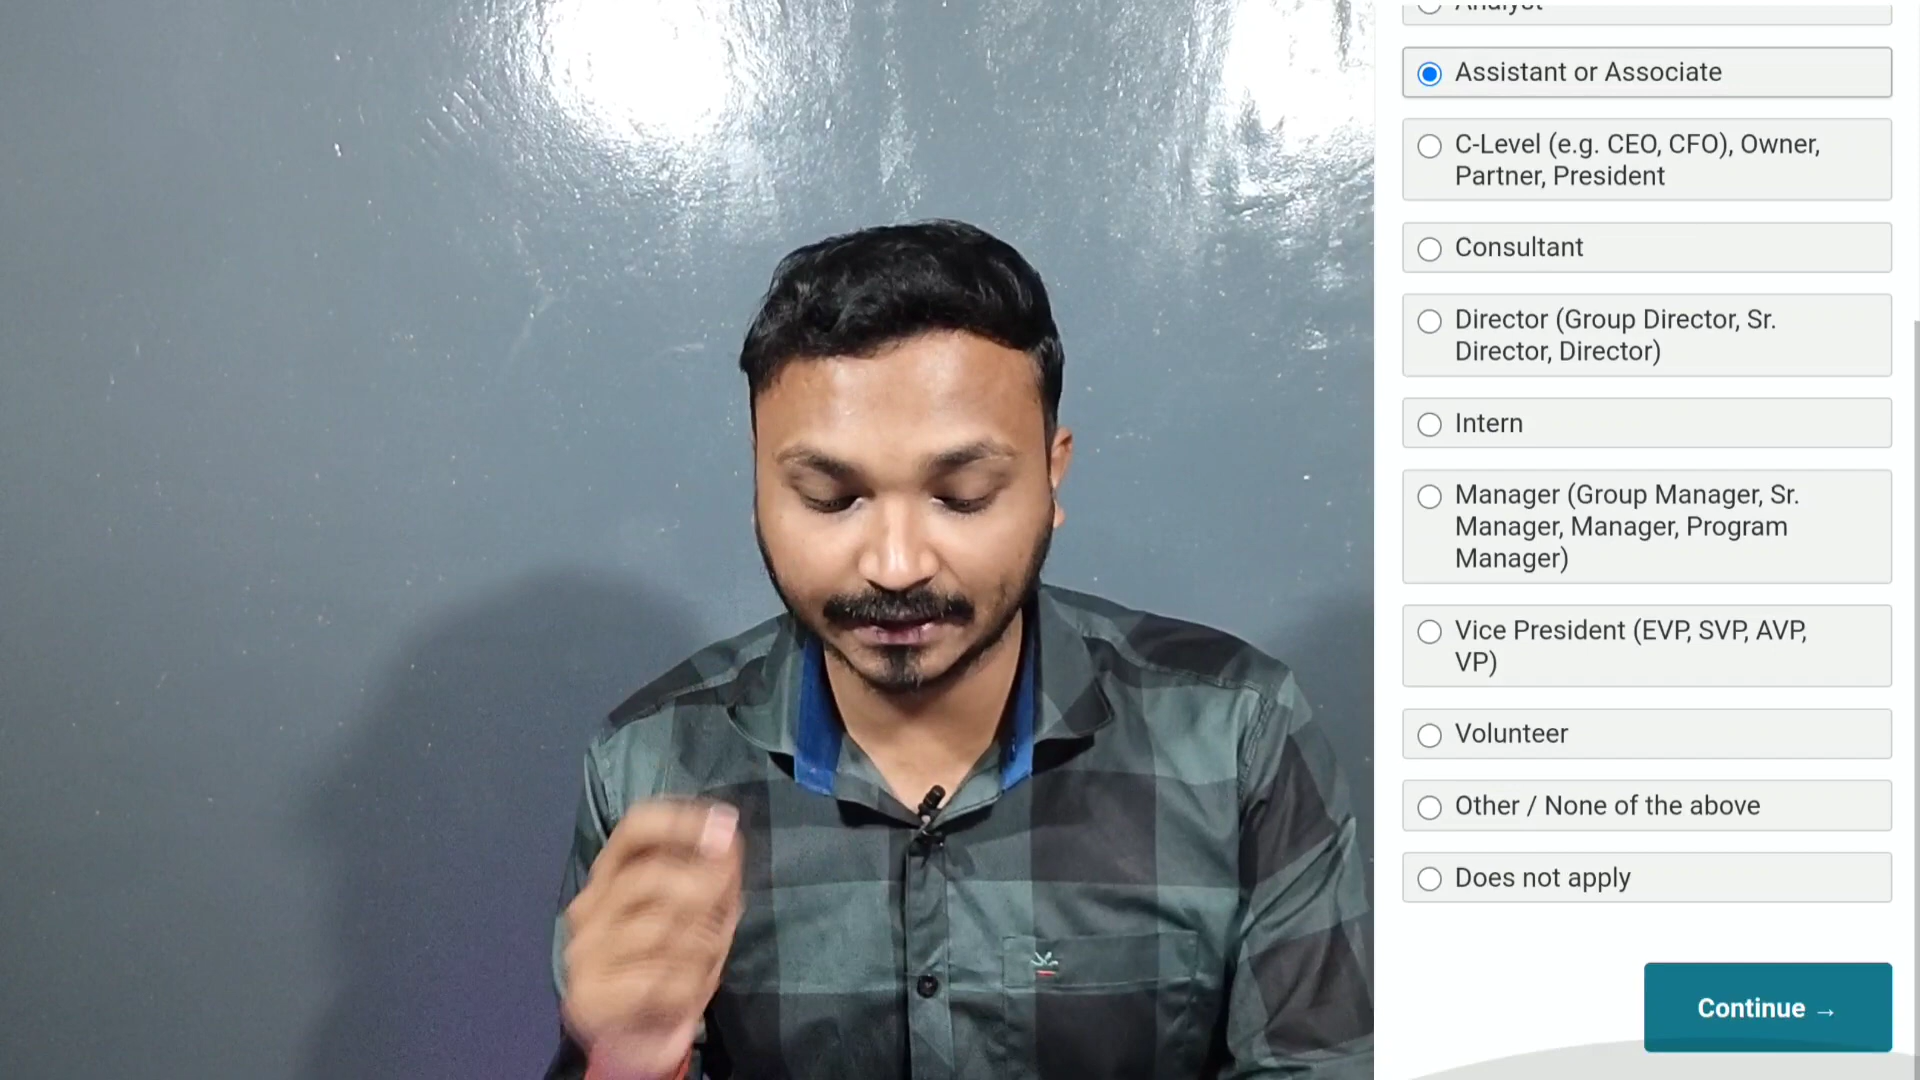 Analyst
Assistant or Associate
C-Level (e.g. CEO, CFO), Owner,
Partner, President
Consultant
Director (Group Director, Sr.
Director, Director)
Intern
Manager (Group Manager, Sr.
Manager, Manager, Program
Manager)
Vice President (EVP, SVP, AVP,
VP)
Volunteer
Other / None of the above
Does not apply
Continue →